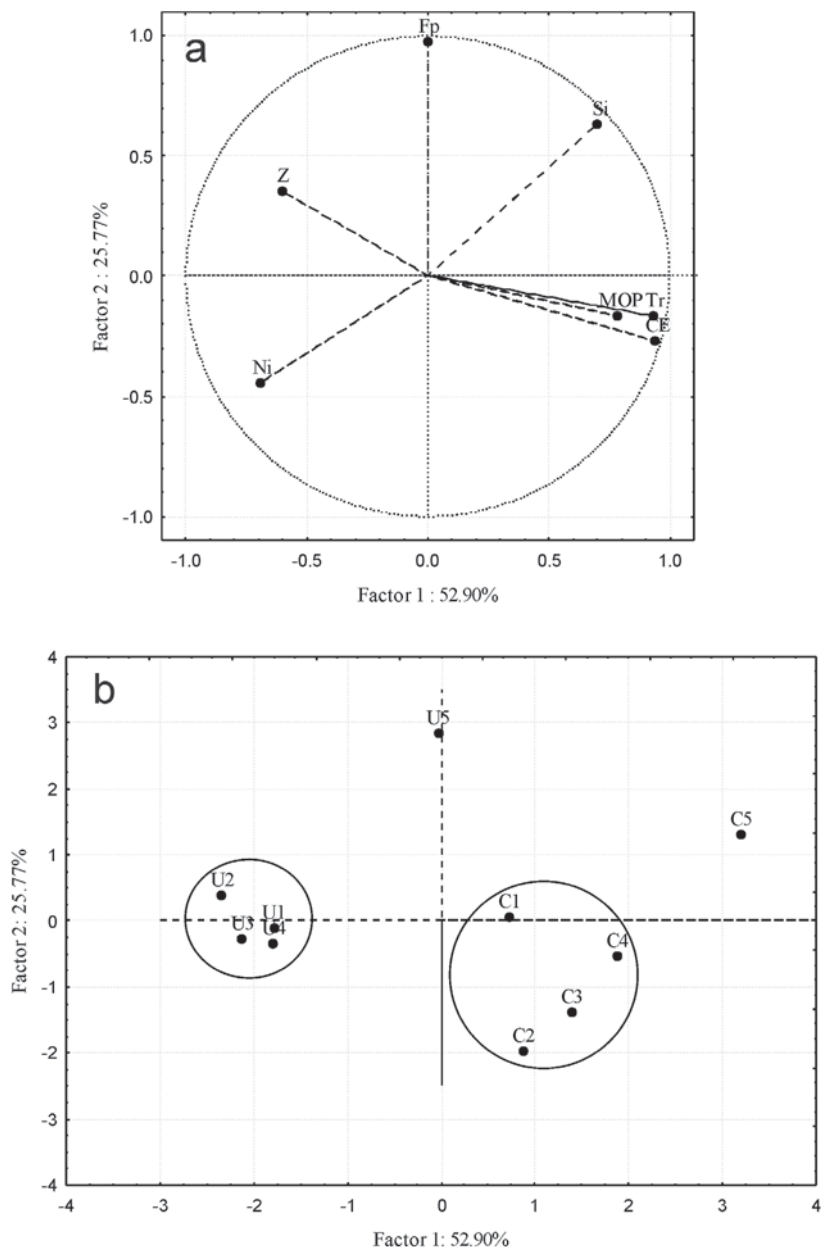 a
Fp
1.0
Si
0.5
Z
Factor 2 : 25.77%
0.0
MOP Tr
CE
Ni
-0.5
-1.0
-1.0 -0.5 0.0 0.5 1.0
Factor 1 : 52.90%
b
4
3
U5
2
C5
1
U2
C1
Factor 2: 25.77%
0
U1
U3 U4
C4
-1
C3
C2
-2
-3
-4
-4 -3 -2 -1 0 1 2 3 4
Factor 1: 52.90%